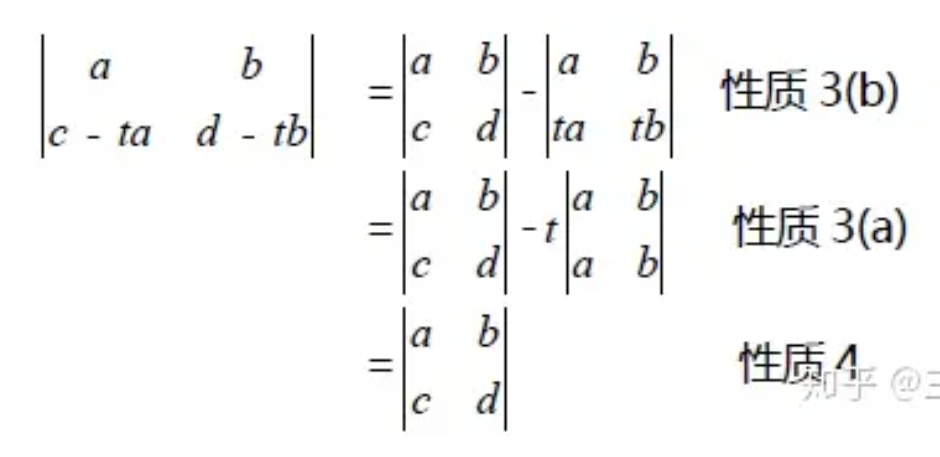 | a b | = | a b | - | a b | 性质 3(b)
| c - ta d - tb | | c d | | ta tb |
= | a b | - t | a b | 性质 3(a)
| c d | | a b |
= | a b | 性质 4
| c d |
知乎 @